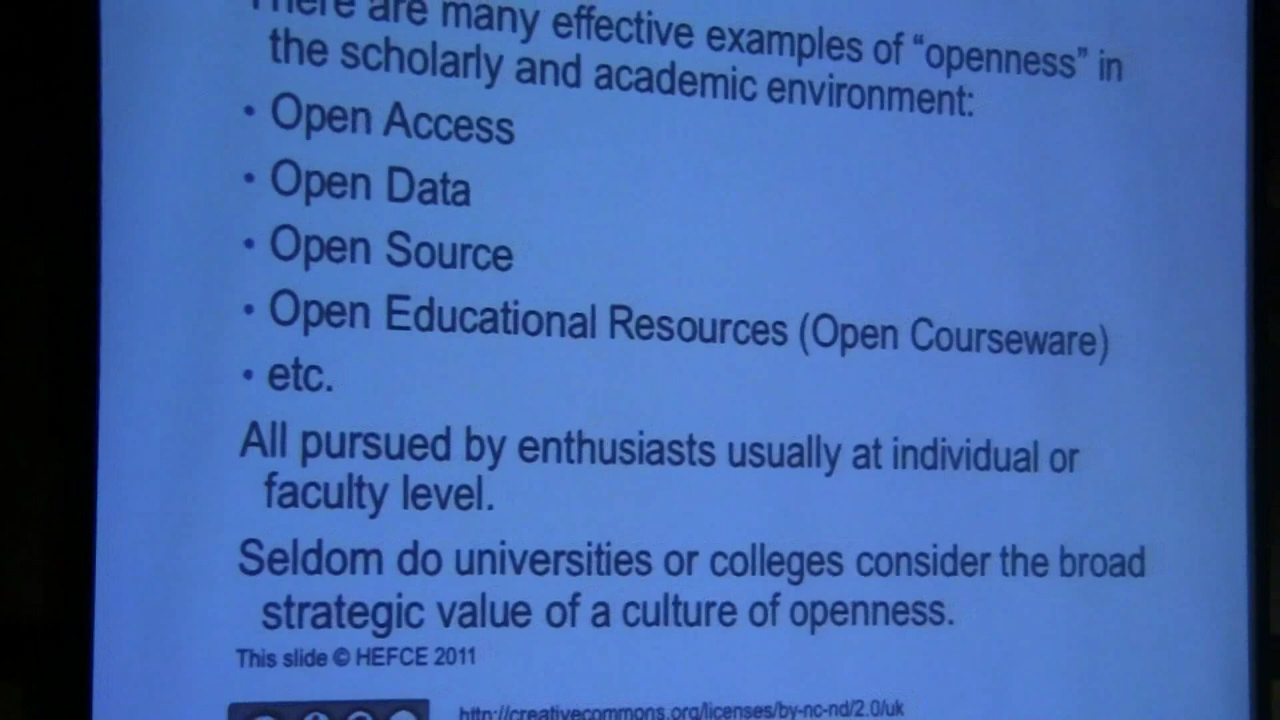 There are many effective examples of “openness” in
the scholarly and academic environment:
• Open Access
• Open Data
• Open Source
• Open Educational Resources (Open Courseware)
• etc.
All pursued by enthusiasts usually at individual or
faculty level.
Seldom do universities or colleges consider the broad
strategic value of a culture of openness.
This slide © HEFCE 2011
http://creativecommons.org/licenses/by-nc-nd/2.0/uk